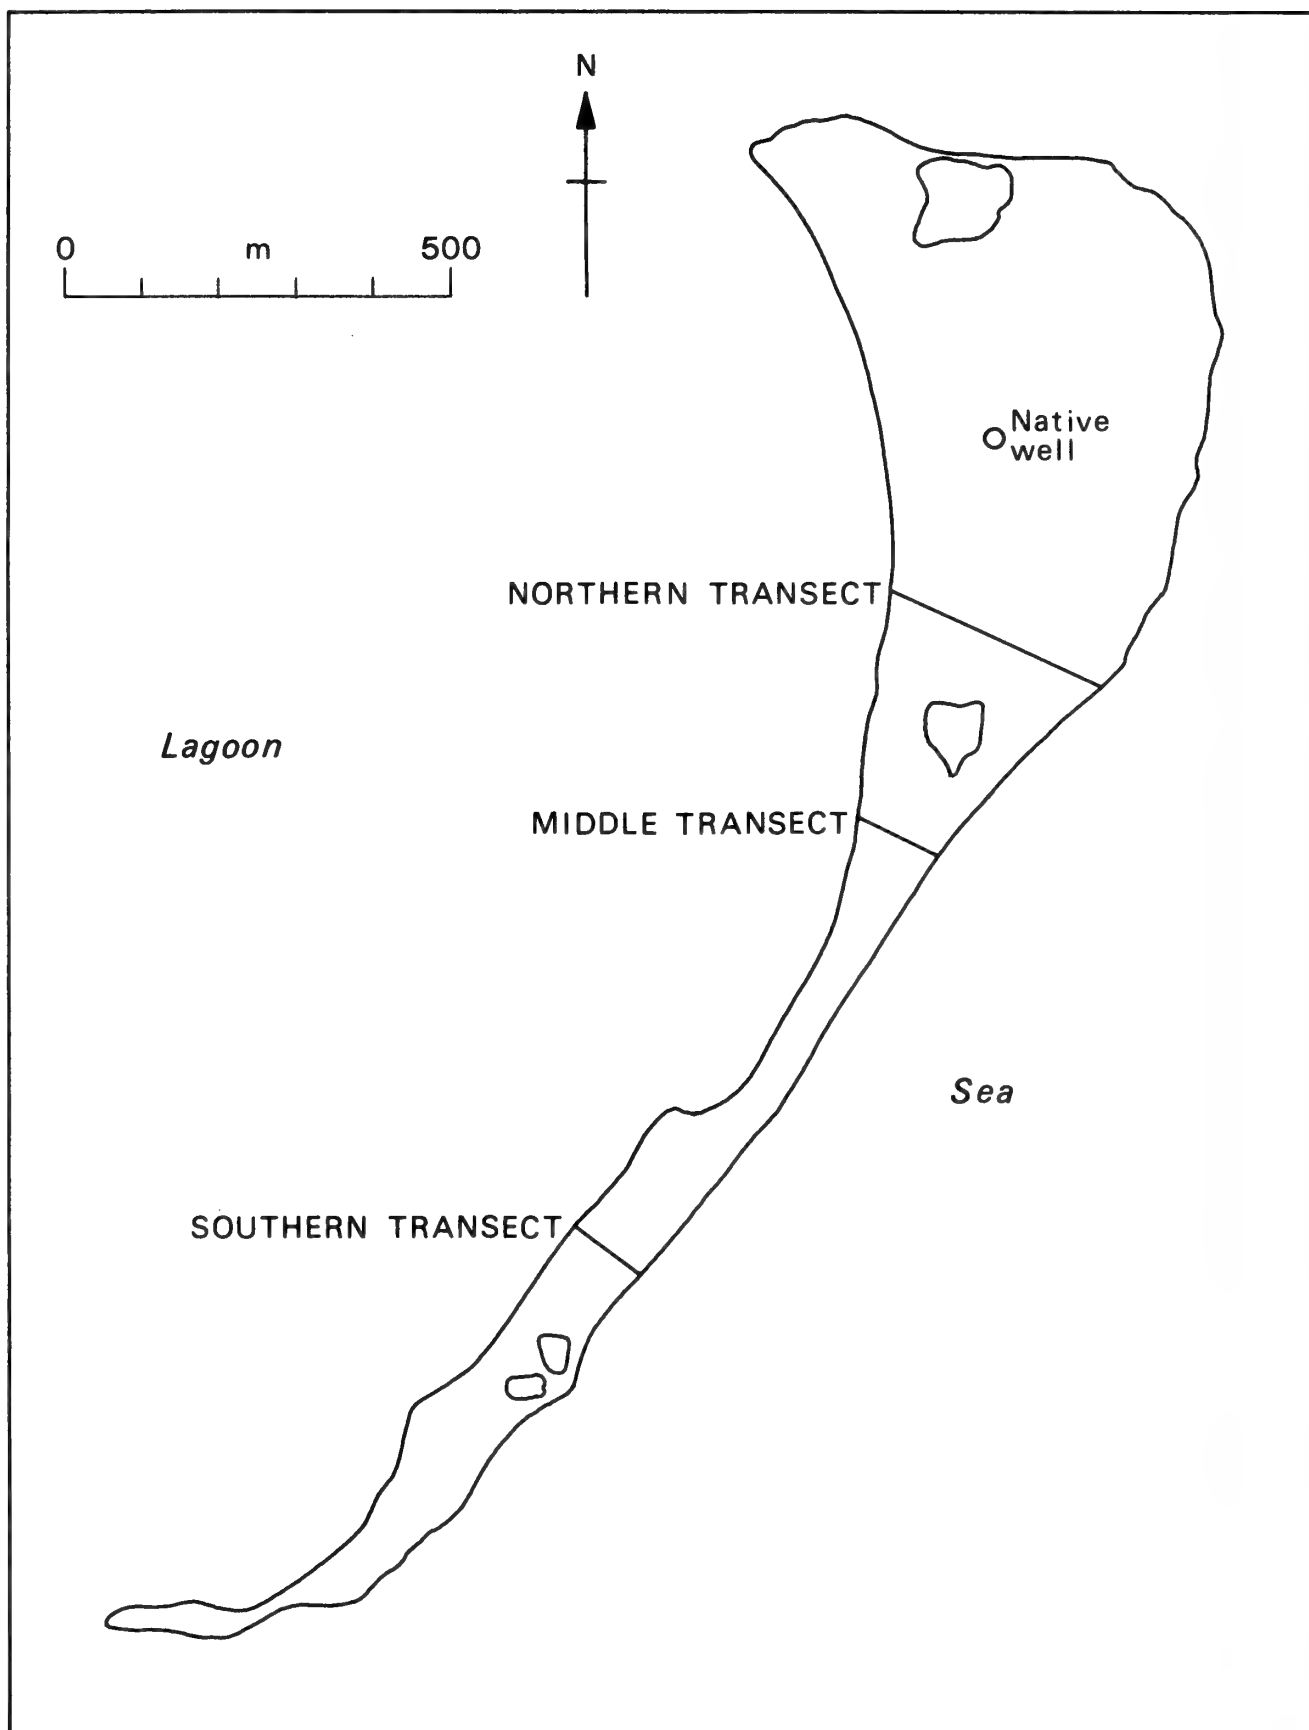 N
0 m 500
Native
well
NORTHERN TRANSECT
Lagoon
MIDDLE TRANSECT
Sea
SOUTHERN TRANSECT